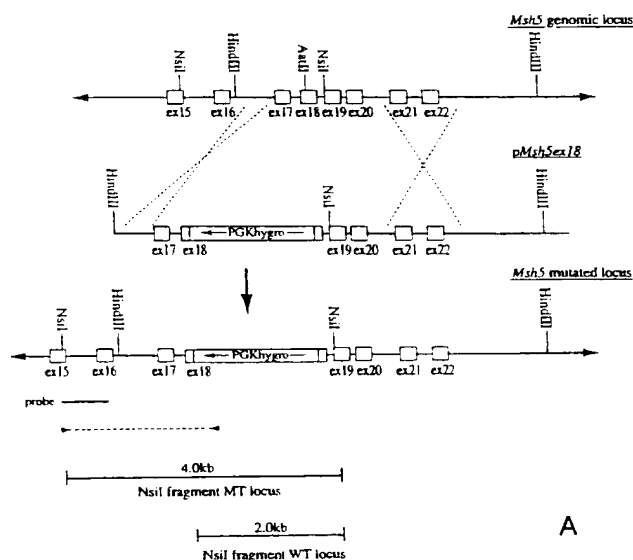 Msh5 genomic locus
NsiI
HindIII
AatII
NsiI
HindIII
ex15
ex16
ex17
ex18
ex19
ex20
ex21
ex22
pMsh5ex18
HindIII
NsiI
HindIII
PGKhygro
ex17
ex18
ex19
ex20
ex21
ex22
Msh5 mutated locus
NsiI
HindIII
NsiI
HindIII
PGKhygro
ex15
ex16
ex17
ex18
ex19
ex20
ex21
ex22
probe
4.0kb
NsiI fragment MT locus
2.0kb
NsiI fragment WT locus
A